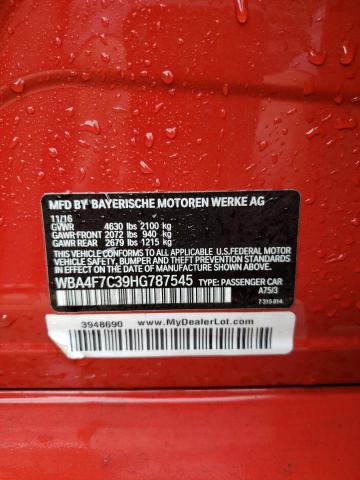 MFD BY BAYERISCHE MOTOREN WERKE AG
11/16
GVWR 4630 lbs 2100 kg
GAWR FRONT 2072 lbs 940 kg
GAWR REAR 2679 lbs 1215 kg
THIS VEHICLE CONFORMS TO ALL APPLICABLE U.S. FEDERAL MOTOR
VEHICLE SAFETY, BUMPER, AND THEFT PREVENTION STANDARDS IN
EFFECT ON THE DATE OF MANUFACTURE SHOWN ABOVE.
WBA4F7C39HG787545 TYPE: PASSENGER CAR
A75/3
7 315 814
3948690 www.MyDealerLot.com